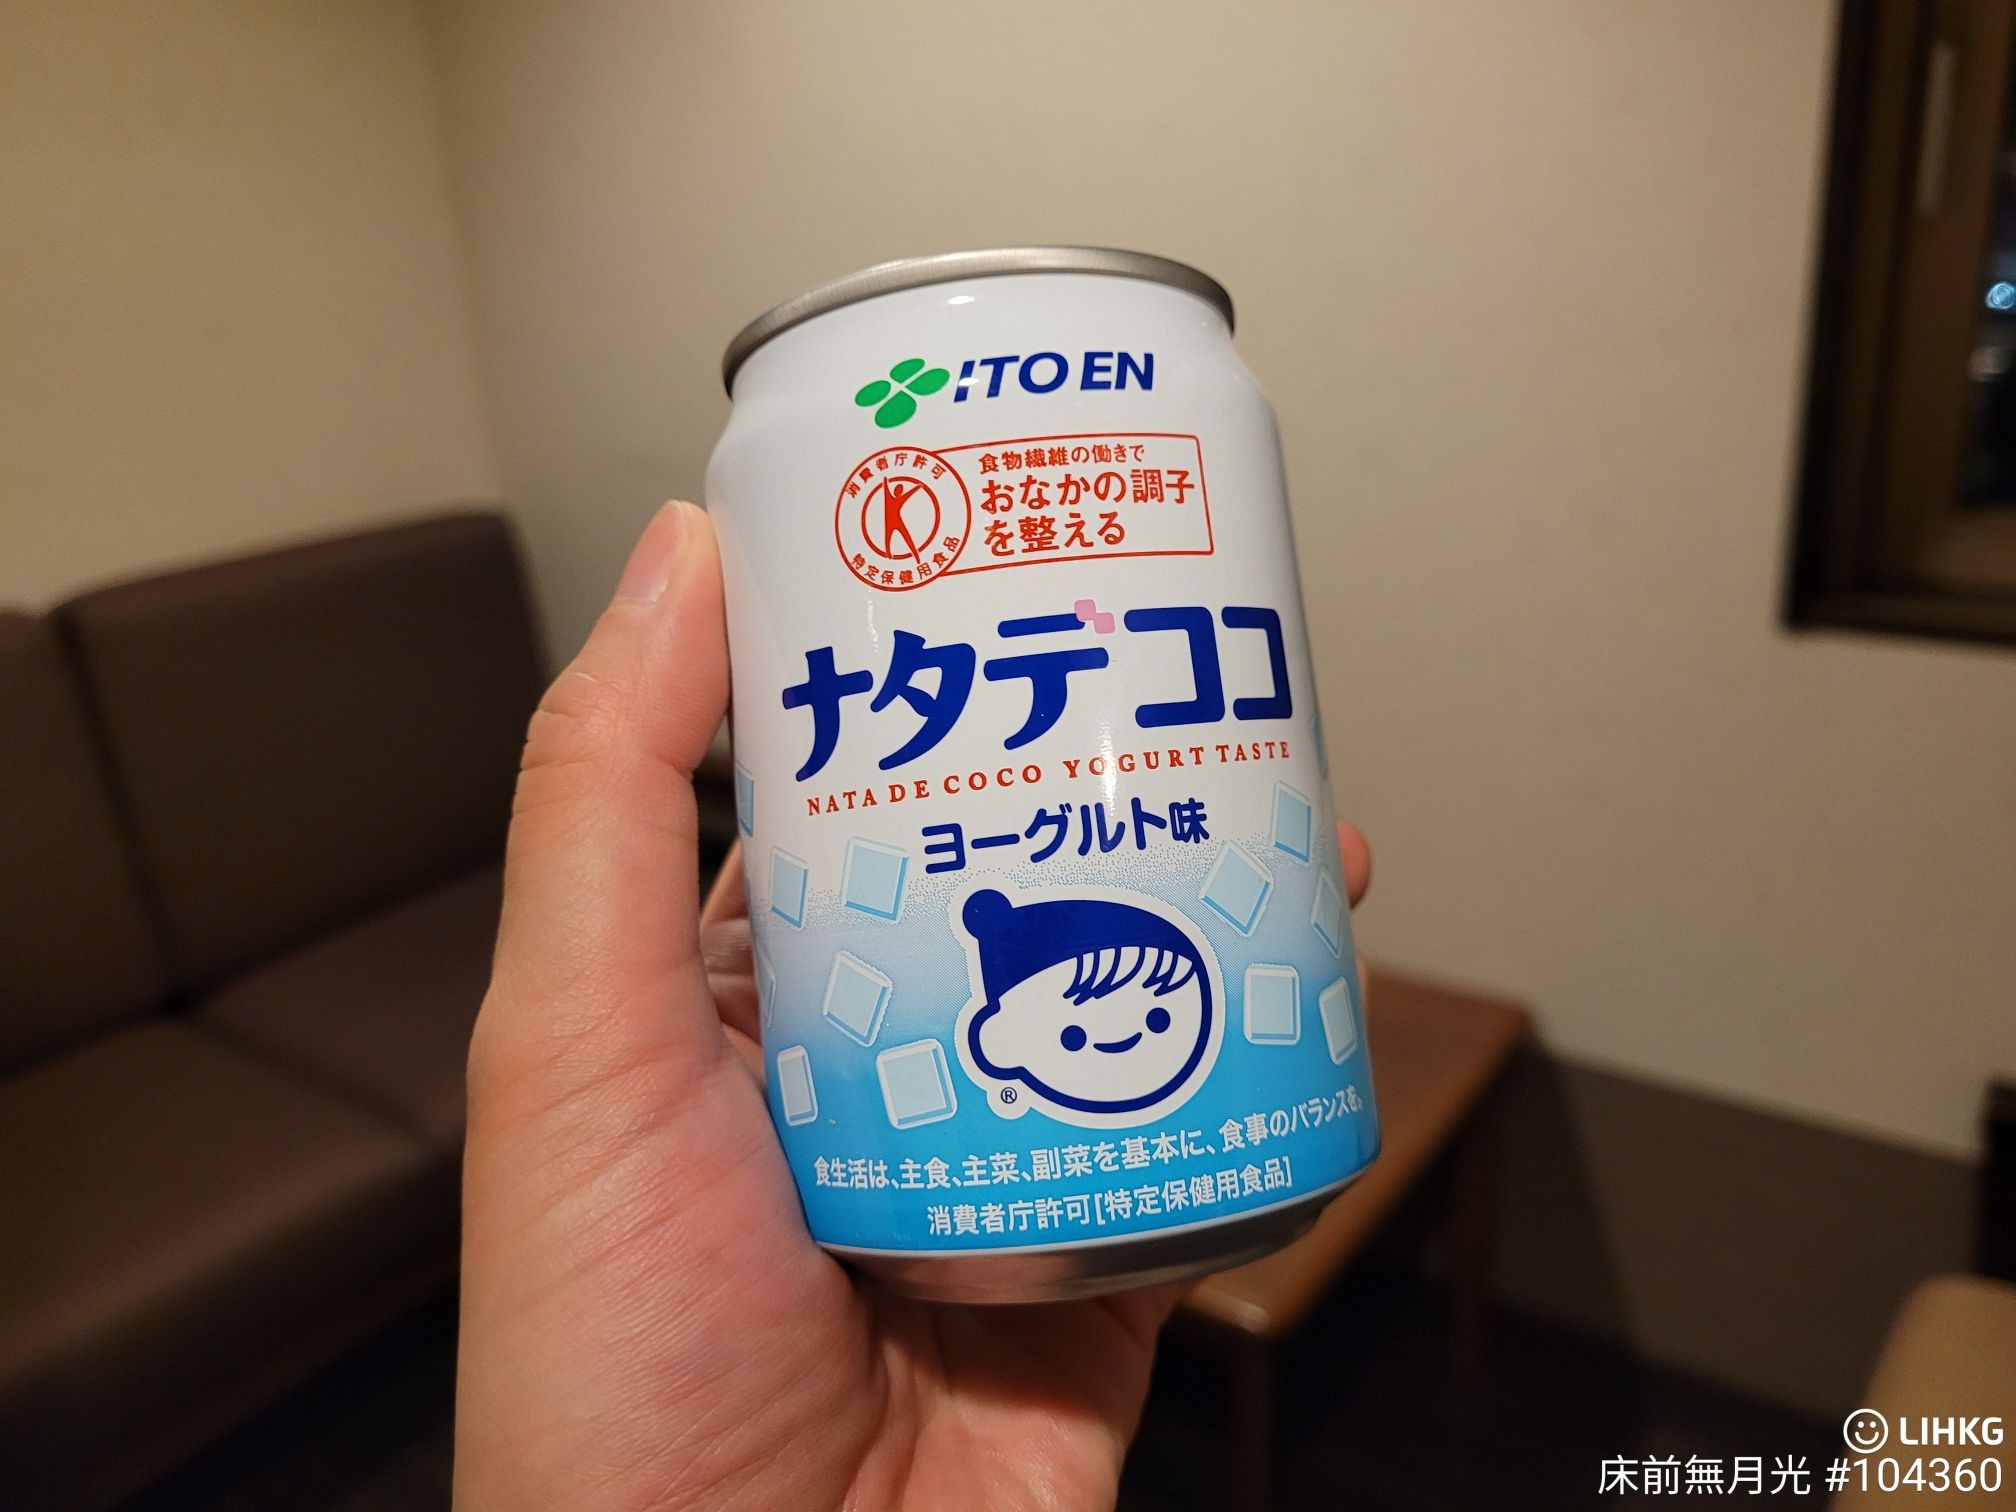 ITO EN
消費者庁許可
特定保健用食品
食物繊維の働きで
おなかの調子
を整える
ナタデココ
NATA DE COCO YOGURT TASTE
ヨーグルト味
®
食生活は、主食、主菜、副菜を基本に、食事のバランスを。
消費者庁許可[特定保健用食品]
LIHKG
床前無月光 #104360